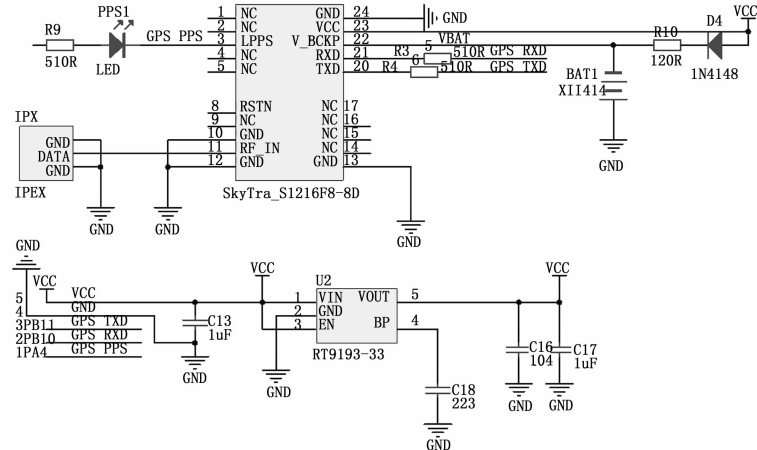 PPS1
R9
510R
LED
GPS PPS
1 NC
2 NC
3 LPPS
4 NC
5 NC
8 RSTN
9 NC
10 GND
11 RF_IN
12 GND
GND 24
VCC 23
V_BCKP 22
RXD 21
TXD 20
NC 17
NC 16
NC 15
NC 14
GND 13
SkyTra_S1216F8-8D
GND
VBAT
R3 5 510R GPS RXD
R4 6 510R GPS TXD
R10
120R
D4
1N4148
VCC
BAT1
XII414
GND
IPX
GND
DATA
GND
IPEX
GND
GND
GND
GND
VCC
5 VCC
4 GND
3PB11 GPS TXD
2PB10 GPS RXD
1PA4 GPS PPS
C13
1uF
GND
VCC
U2
1 VIN
2 GND
3 EN
VOUT 5
BP 4
RT9193-33
GND
C18
223
GND
VCC
C16
104
C17
1uF
GND
GND